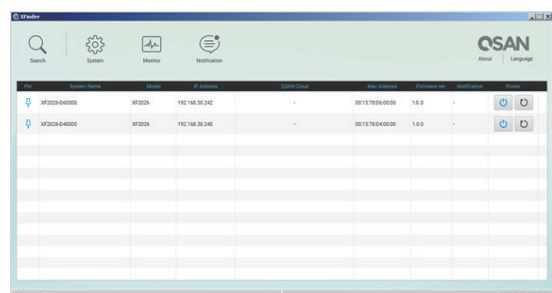 XFinder
Search System Monitor Notification
QSAN
About Language
Pin System Name Model IP Address QSAN Cloud Mac Address Firmware ver. Notification Power
XF2026-D60000 XF2026 192.168.30.242 - 00:13:78:D6:00:00 1.0.0 -
XF2026-D40000 XF2026 192.168.30.240 - 00:13:78:D4:00:00 1.0.0 -